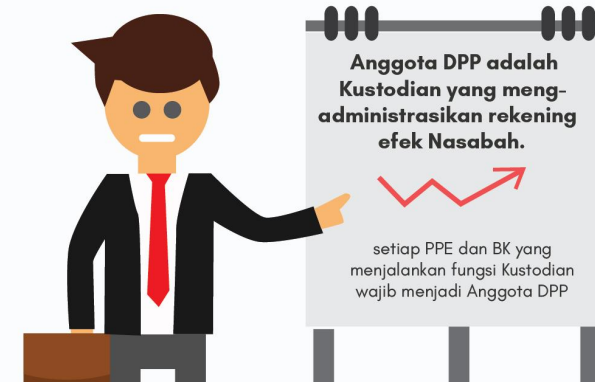 Anggota DPP adalah
Kustodian yang meng-
administrasikan rekening
efek Nasabah.
setiap PPE dan BK yang
menjalankan fungsi Kustodian
wajib menjadi Anggota DPP